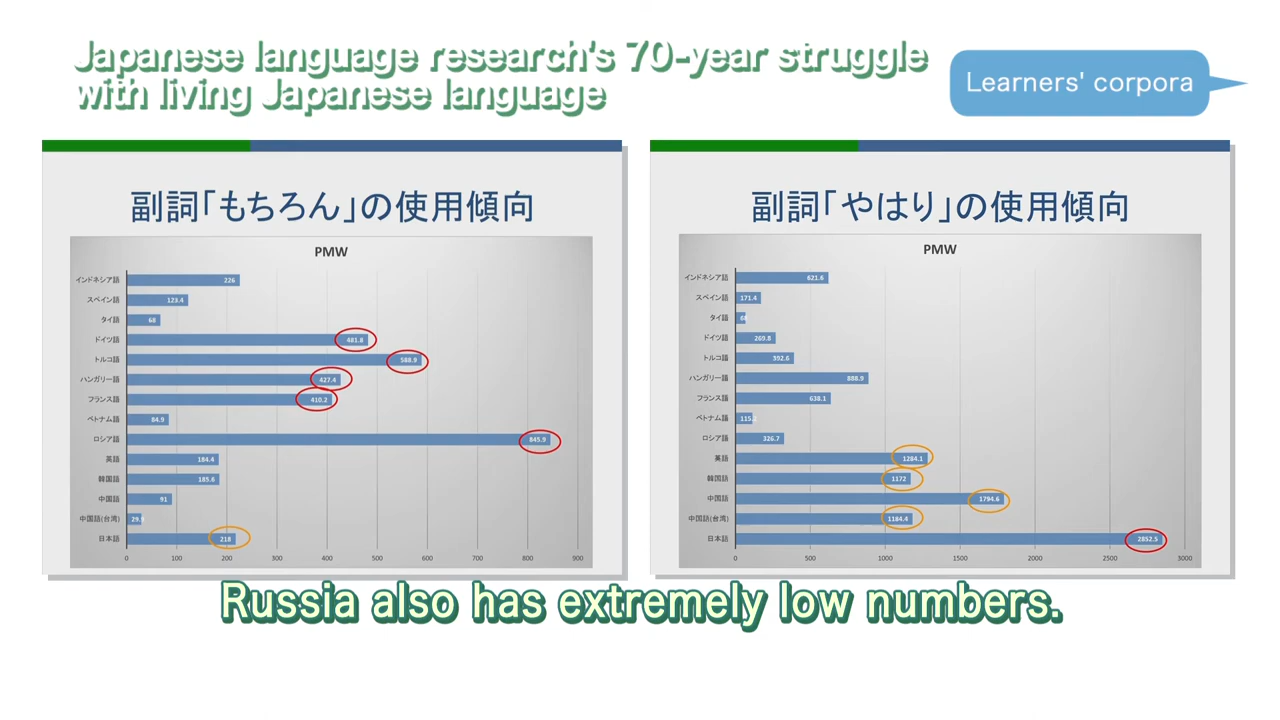 Japanese language research's 70-year struggle
with living Japanese language
Learners' corpora
副詞「もちろん」の使用傾向
PMW
インドネシア語 226
スペイン語 123.4
タイ語 68
ドイツ語 481.8
トルコ語 588.9
ハンガリー語 427.4
フランス語 410.2
ベトナム語 84.9
ロシア語 845.9
英語 184.4
韓国語 185.6
中国語 91
中国語(台湾) 29.9
日本語 218
0 100 200 300 400 500 600 700 800 900
副詞「やはり」の使用傾向
PMW
インドネシア語 621.6
スペイン語 171.4
タイ語
ドイツ語 269.8
トルコ語 392.6
ハンガリー語 888.9
フランス語 638.1
ベトナム語 115.2
ロシア語 326.7
英語 1284.1
韓国語 1172
中国語 1794.6
中国語(台湾) 1184.4
日本語 2852.5
0 500 1000 1500 2000 2500 3000
Russia also has extremely low numbers.